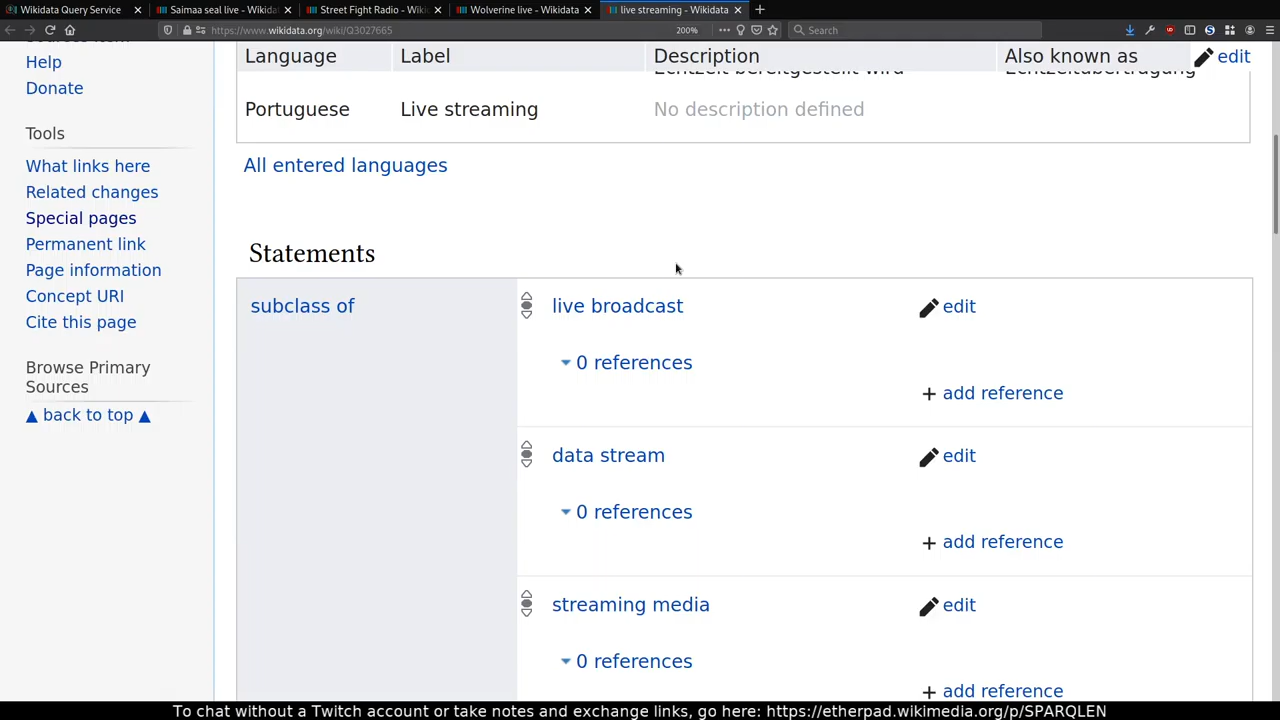 Wikidata Query Service
Saimaa seal live - Wikida
Street Fight Radio - Wiki
Wolverine live - Wikidata
live streaming - Wikidata
https://www.wikidata.org/wiki/Q3027665
200%
Search
Help
Donate
Tools
What links here
Related changes
Special pages
Permanent link
Page information
Concept URI
Cite this page
Browse Primary
Sources
▲ back to top ▲
Language Label Description Also known as edit
Echtzeit bereitgestellt wird Echtzeitübertragung
Portuguese Live streaming No description defined
All entered languages
Statements
subclass of
live broadcast edit
0 references
+ add reference
data stream edit
0 references
+ add reference
streaming media edit
0 references
+ add reference
To chat without a Twitch account or take notes and exchange links, go here: https://etherpad.wikimedia.org/p/SPARQLEN